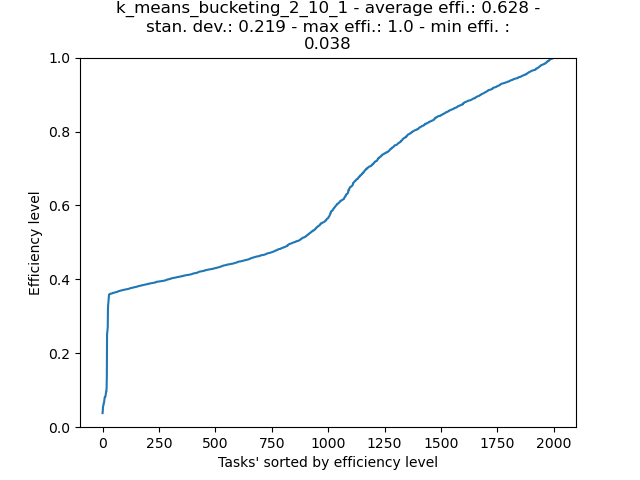 k_means_bucketing_2_10_1 - average effi.: 0.628 -
stan. dev.: 0.219 - max effi.: 1.0 - min effi. :
0.038
1.0
0.8
0.6
0.4
0.2
0.0
Efficiency level
0 250 500 750 1000 1250 1500 1750 2000
Tasks' sorted by efficiency level